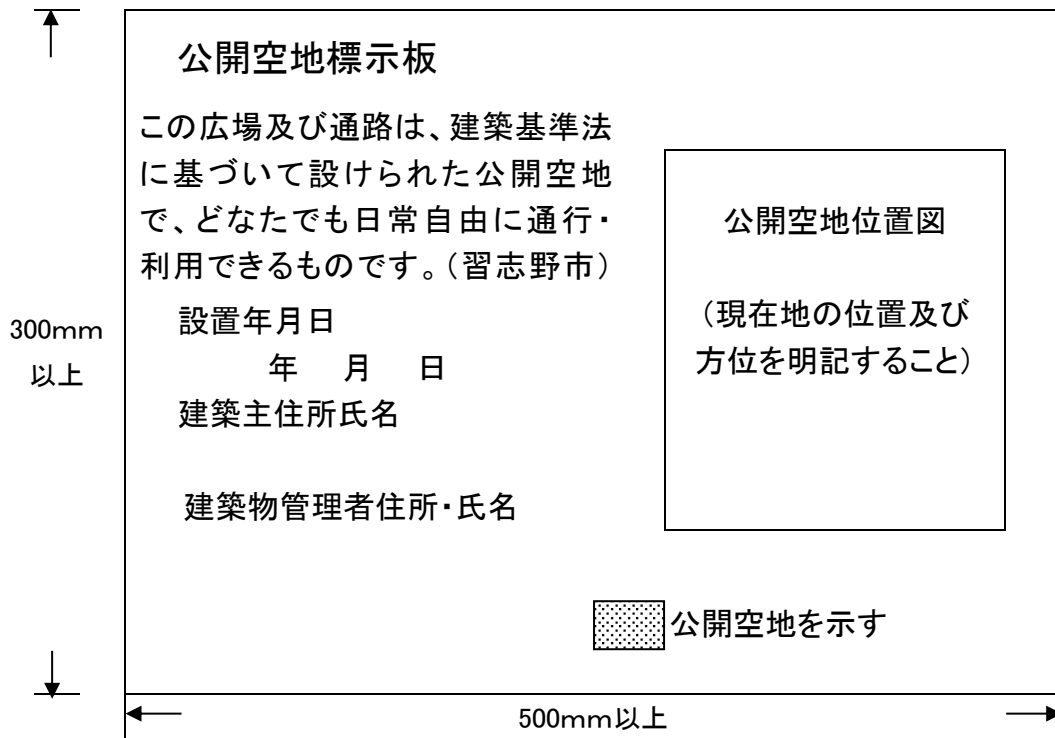 公開空地標示板
この広場及び通路は、建築基準法
に基づいて設けられた公開空地
で、どなたでも日常自由に通行・
利用できるものです。(習志野市)
設置年月日
年 月 日
建築主住所氏名
建築物管理者住所・氏名
公開空地位置図
(現在地の位置及び
方位を明記すること)
公開空地を示す
300mm
以上
500mm以上